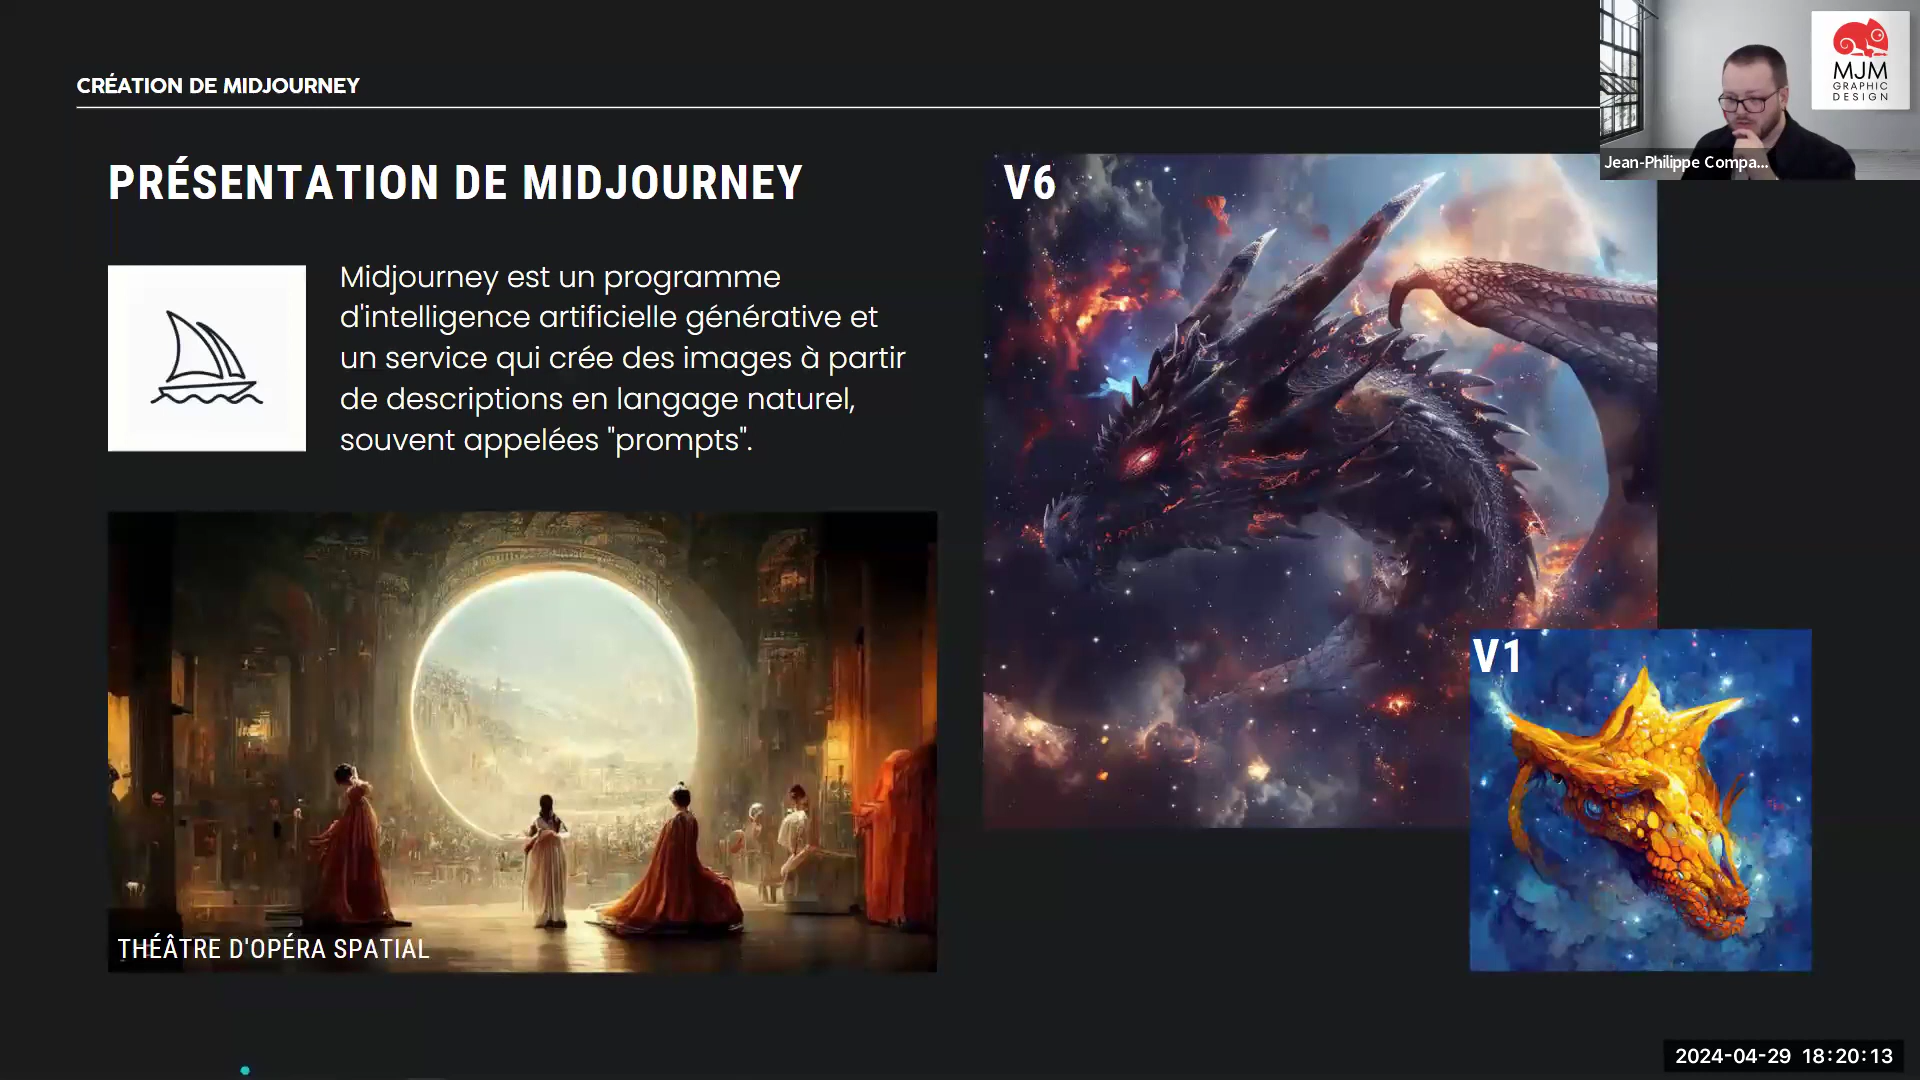 CRÉATION DE MIDJOURNEY
PRÉSENTATION DE MIDJOURNEY
Midjourney est un programme
d'intelligence artificielle générative et
un service qui crée des images à partir
de descriptions en langage naturel,
souvent appelées "prompts".
THÉÂTRE D'OPÉRA SPATIAL
V6
V1
MJM
GRAPHIC
DESIGN
Jean-Philippe Compa...
2024-04-29 18:20:13